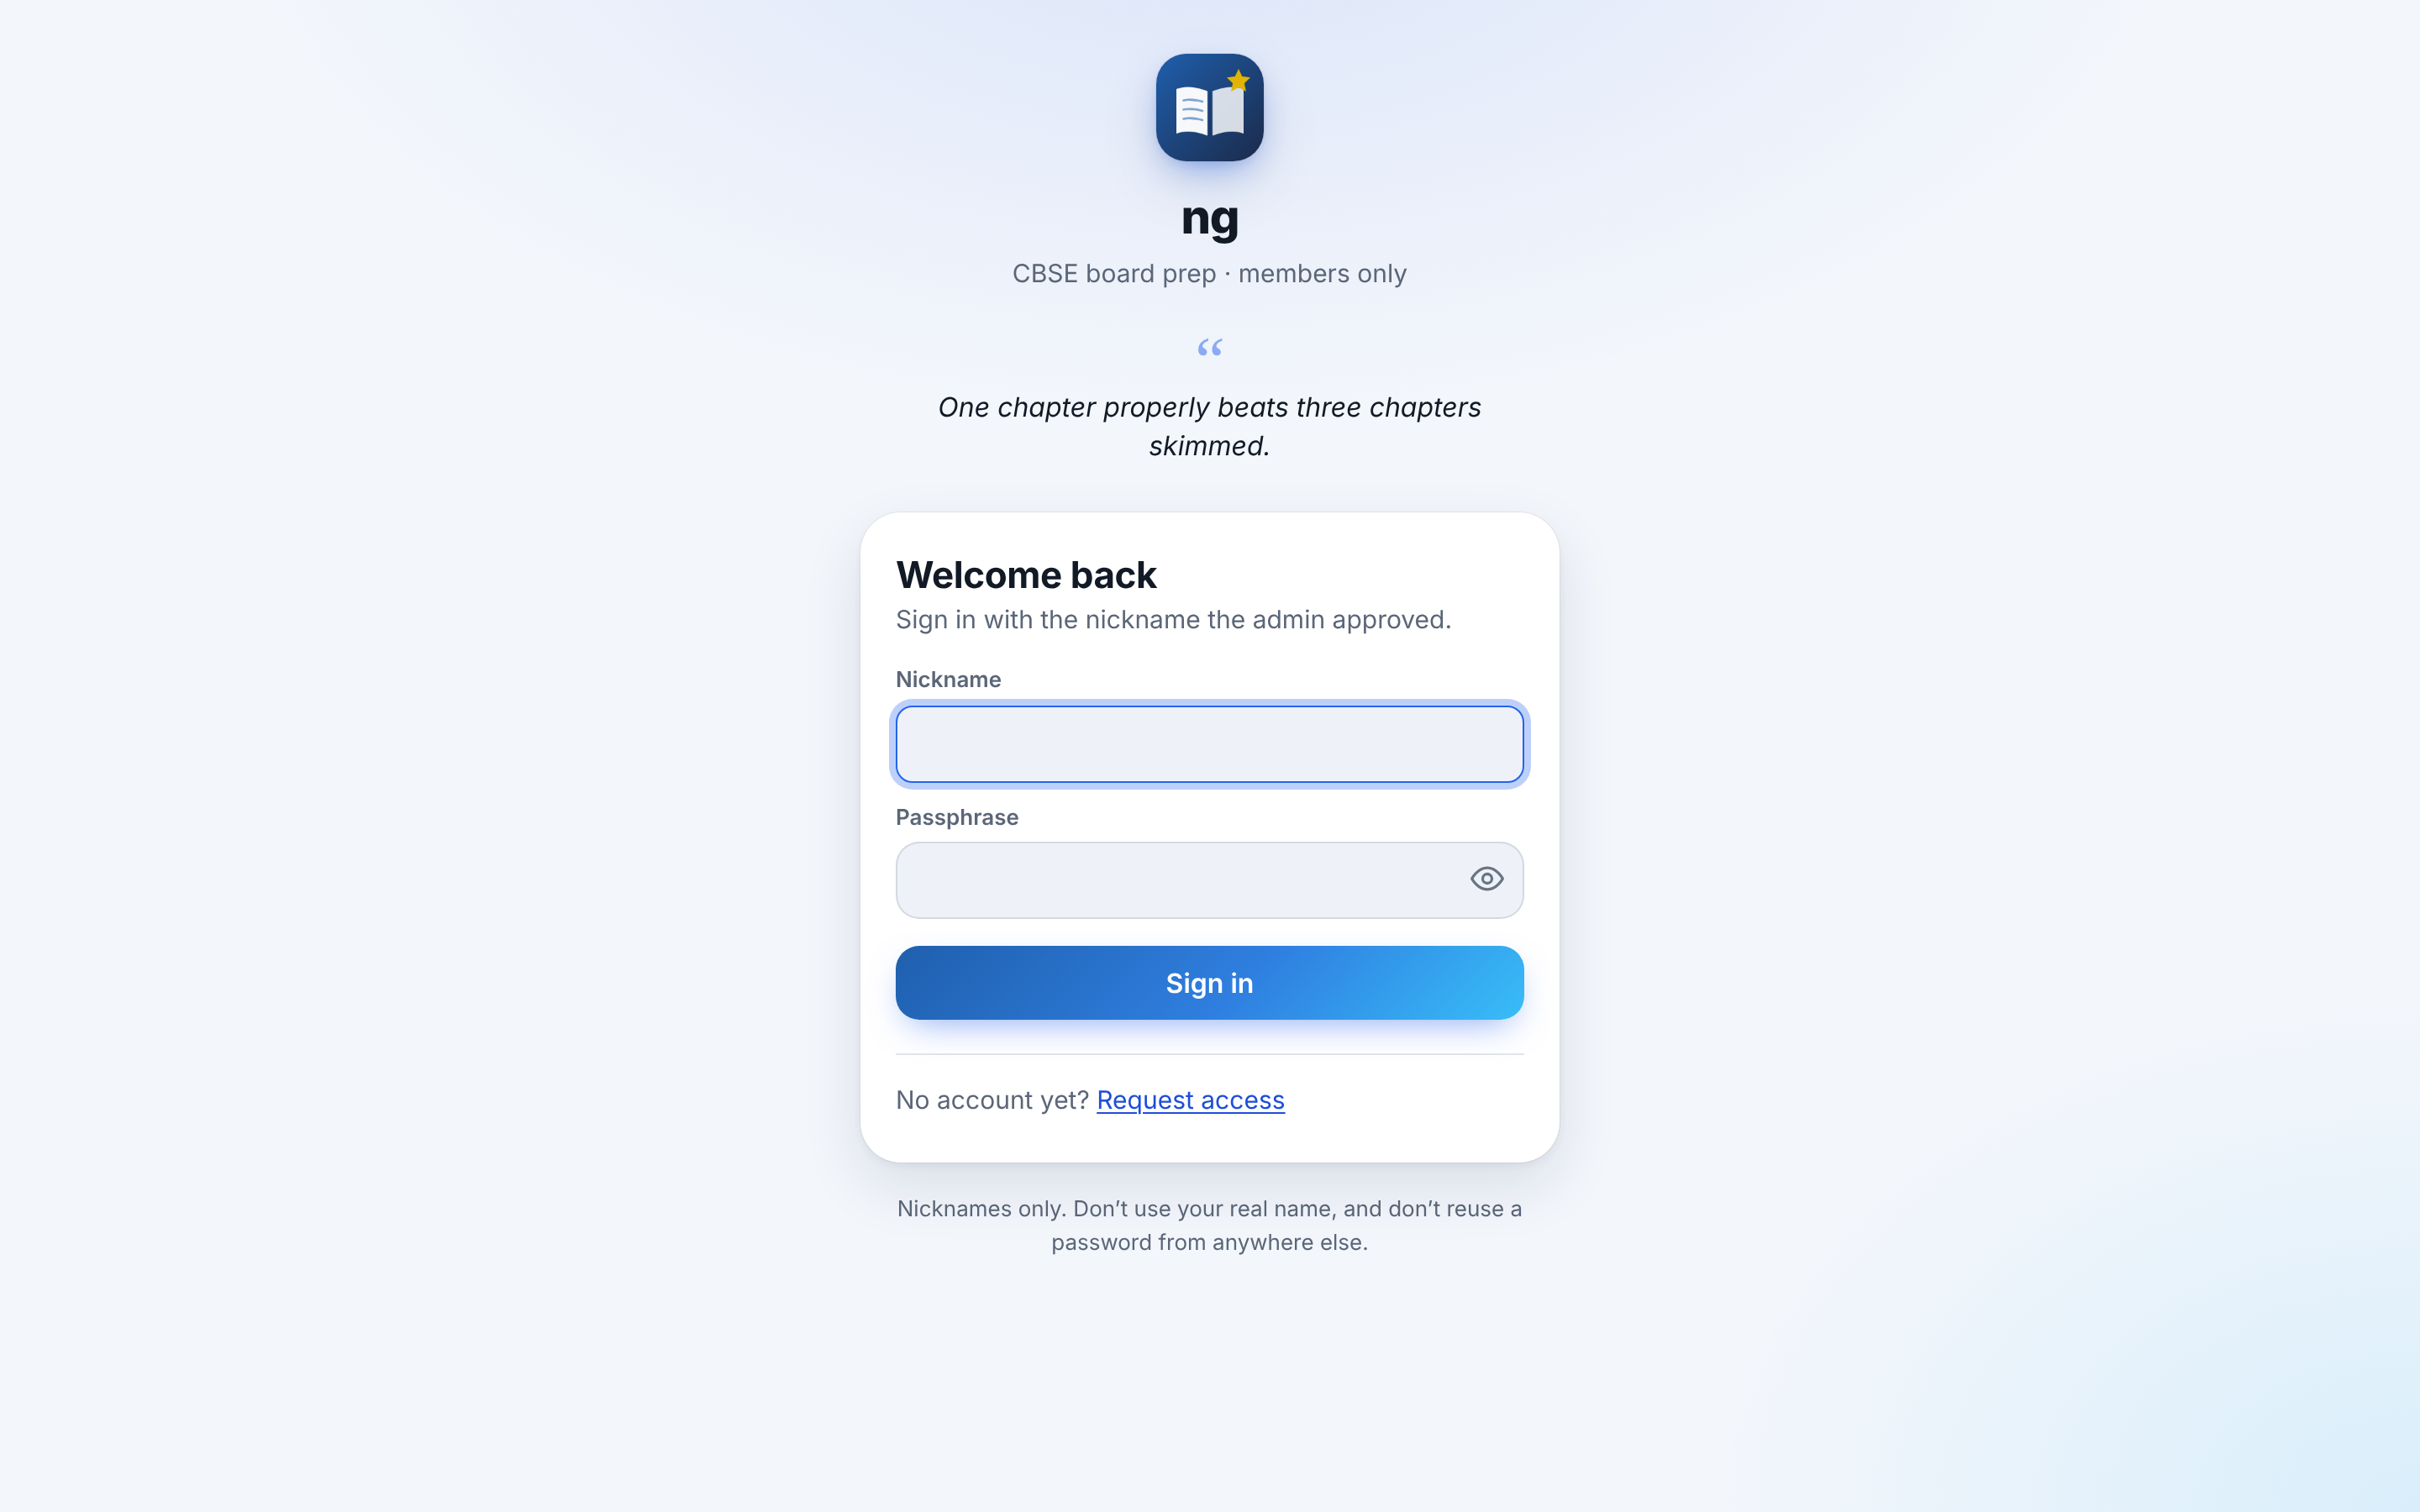 ng
CBSE board prep · members only
“
One chapter properly beats three chapters
skimmed.
Welcome back
Sign in with the nickname the admin approved.
Nickname
Passphrase
Sign in
No account yet? Request access
Nicknames only. Don’t use your real name, and don’t reuse a
password from anywhere else.